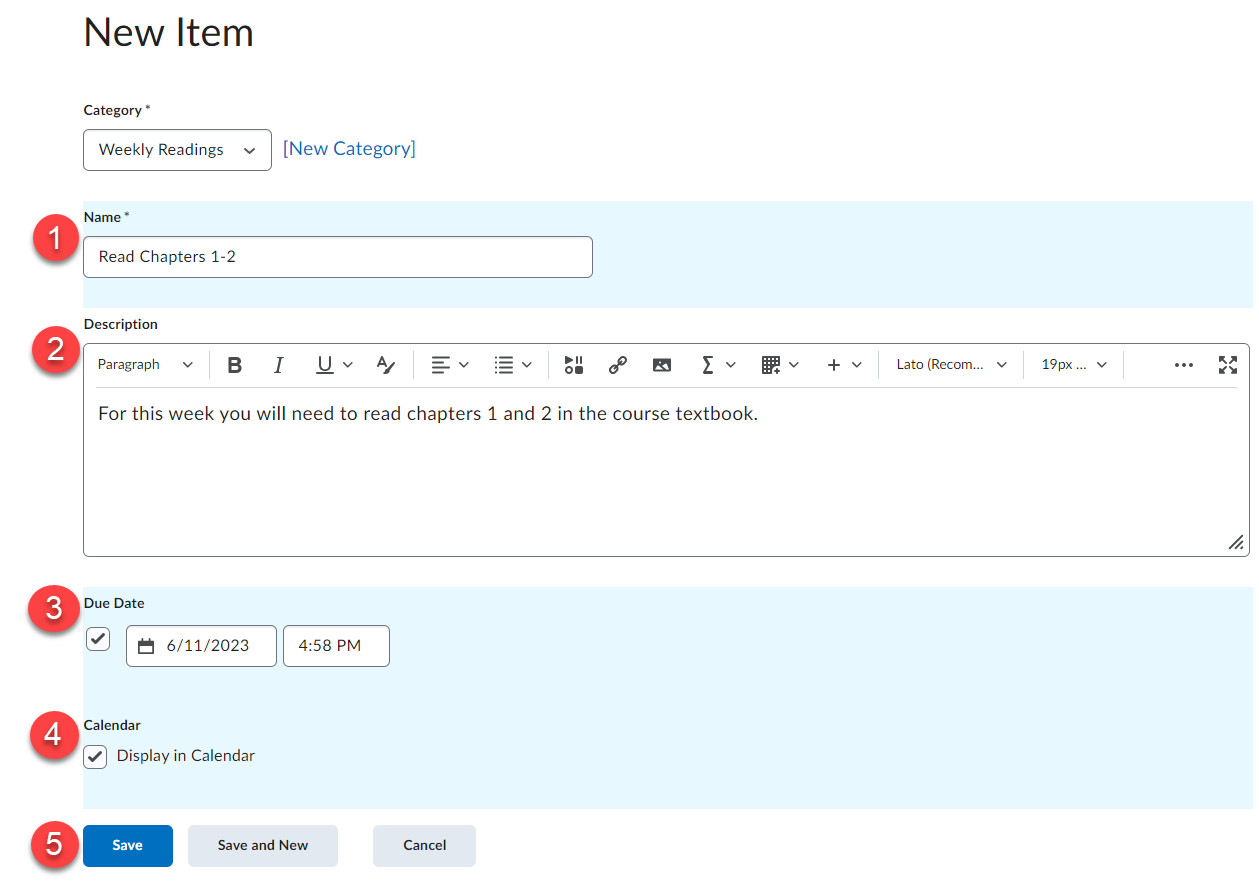 New Item
Category *
Weekly Readings [New Category]
Name *
1
Read Chapters 1-2
Description
2
Paragraph B I U A Σ + Lato (Recom... 19px ... ...
For this week you will need to read chapters 1 and 2 in the course textbook.
3
Due Date
6/11/2023 4:58 PM
4
Calendar
Display in Calendar
5 Save Save and New Cancel